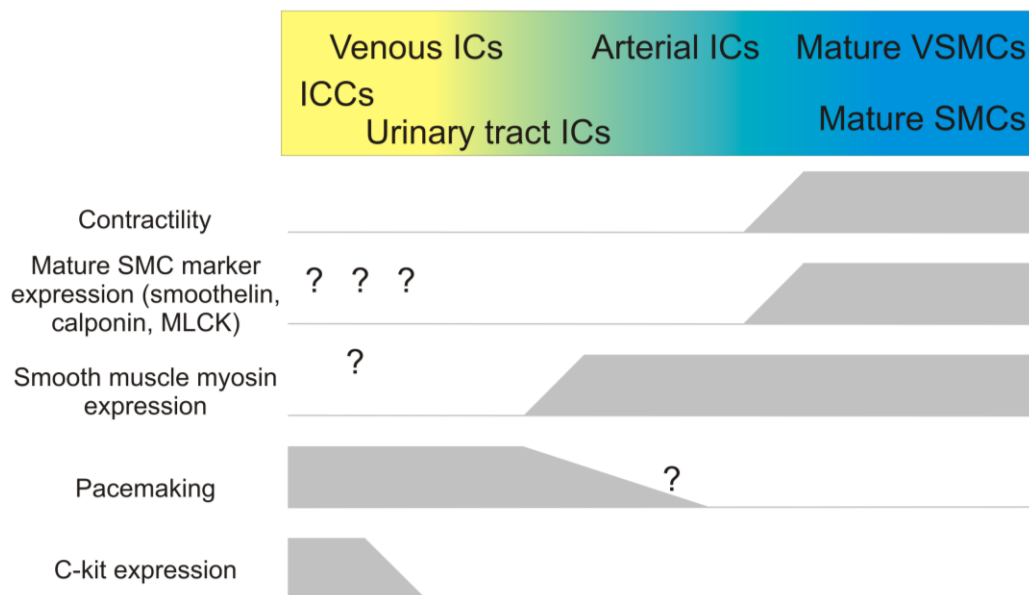 Venous ICs
Arterial ICs
Mature VSMCs
ICCs
Urinary tract ICs
Mature SMCs
Contractility
Mature SMC marker
expression (smoothelin,
calponin, MLCK)
? ? ?
Smooth muscle myosin
expression
?
Pacemaking
?
C-kit expression